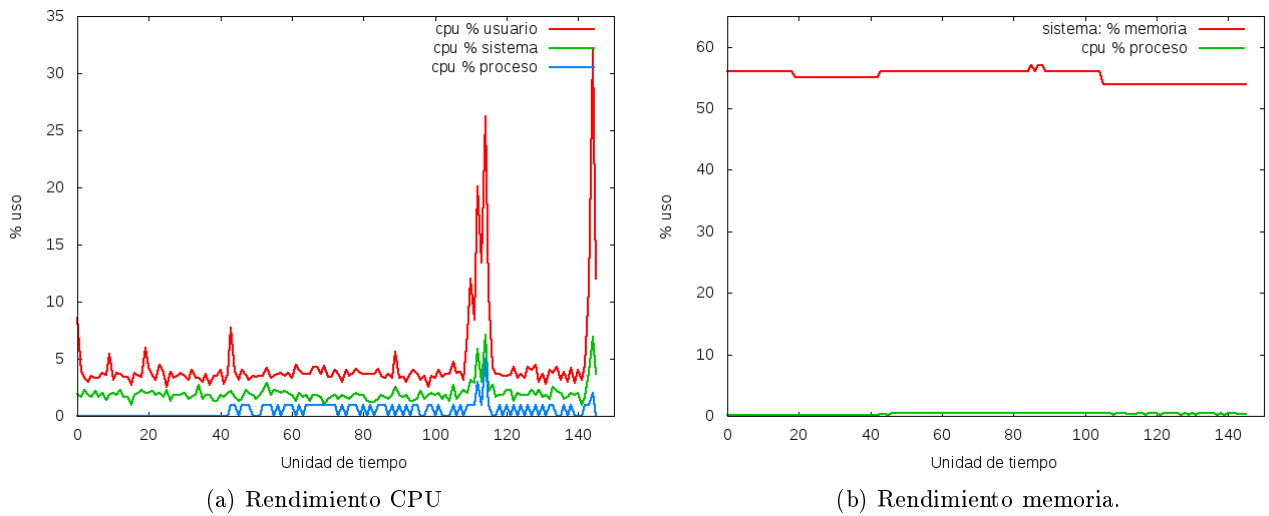 35
30
25
20
15
10
5
0
0 20 40 60 80 100 120 140
% uso
Unidad de tiempo
cpu % usuario
cpu % sistema
cpu % proceso
(a) Rendimiento CPU
60
50
40
30
20
10
0
0 20 40 60 80 100 120 140
% uso
Unidad de tiempo
sistema: % memoria
cpu % proceso
(b) Rendimiento memoria.